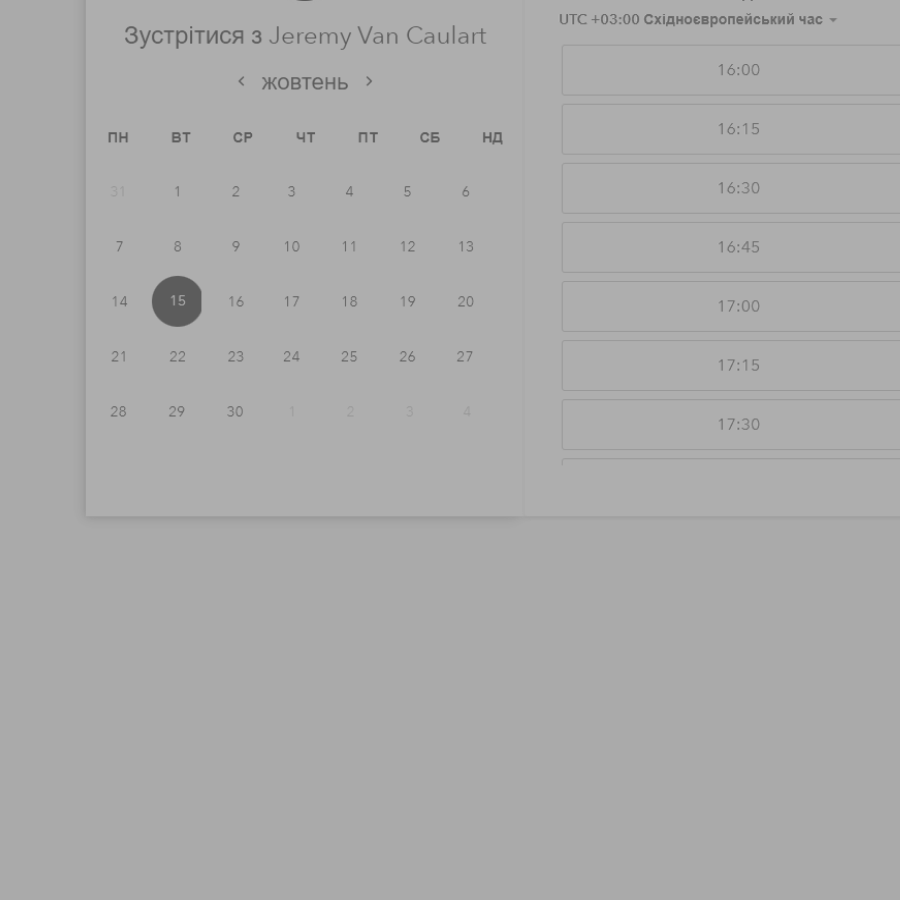 Зустрітися з Jeremy Van Caulart
жовтень
ПН ВТ СР ЧТ ПТ СБ НД
31 1 2 3 4 5 6
7 8 9 10 11 12 13
14 15 16 17 18 19 20
21 22 23 24 25 26 27
28 29 30 1 2 3 4
UTC +03:00 Східноєвропейський час
16:00
16:15
16:30
16:45
17:00
17:15
17:30